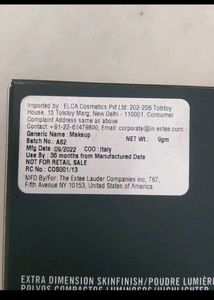 Imported by : ELCA Cosmetics Pvt Ltd: 202-206 Tolstoy
House, 15 Tolstoy Marg, New Delhi - 110001. Consumer
Complaint Address same as above
Contact :+91-22-61479800; Email:corporate@in.estee.com
Generic Name : Makeup
Batch No.: A62
Net %: 9gm
Mfg Date :09/2022 COO : Italy
Use By : 36 months from Manufactured Date
NOT FOR RETAIL SALE
RC No.: COS001/13
MFD By/For: The Estee Lauder Companies inc, 767,
Fifth Avenue NY 10153, United States of America
EXTRA DIMENSION SKINFINISH/POUDRE LUMIÈRE
POLVOS COMPACTOS LUMINOSOS/HIGHLIGHTER